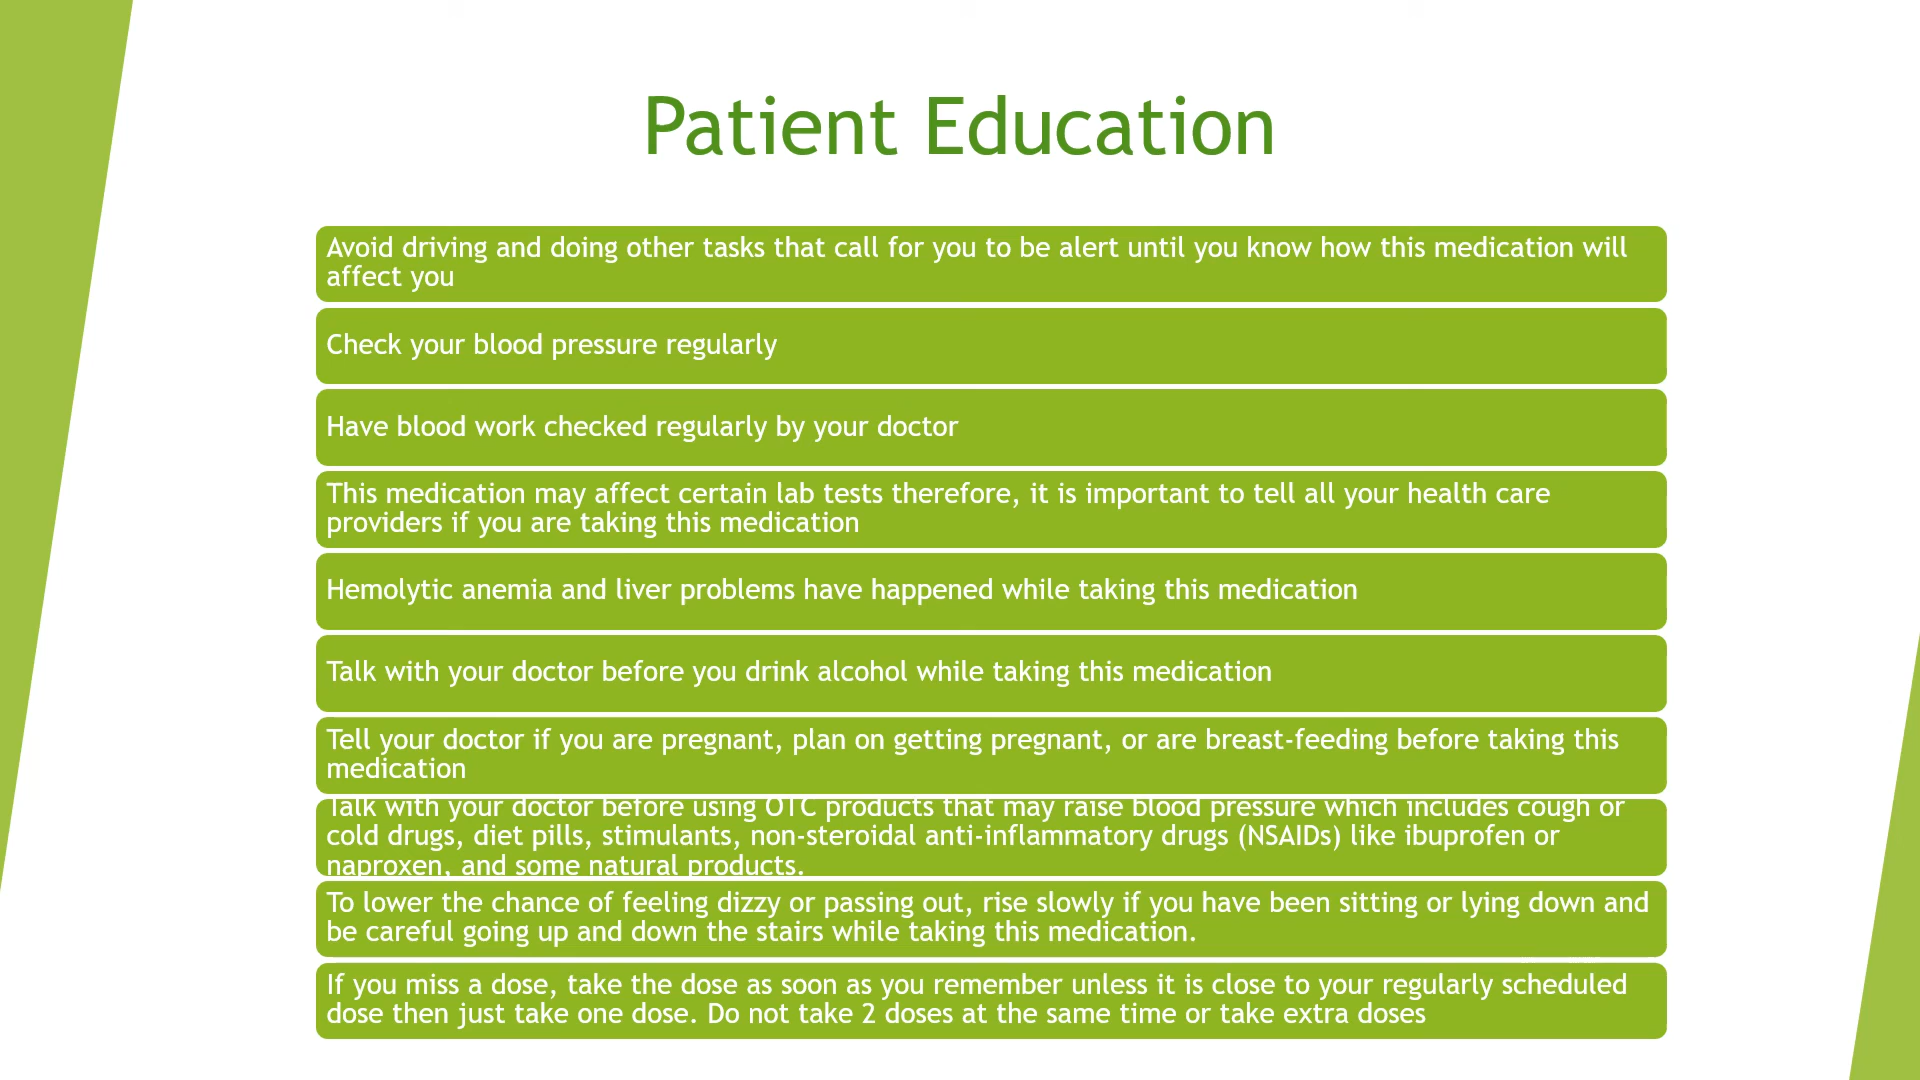 Patient Education
Avoid driving and doing other tasks that call for you to be alert until you know how this medication will
affect you
Check your blood pressure regularly
Have blood work checked regularly by your doctor
This medication may affect certain lab tests therefore, it is important to tell all your health care
providers if you are taking this medication
Hemolytic anemia and liver problems have happened while taking this medication
Talk with your doctor before you drink alcohol while taking this medication
Tell your doctor if you are pregnant, plan on getting pregnant, or are breast-feeding before taking this
medication
Talk with your doctor before using OTC products that may raise blood pressure which includes cough or
cold drugs, diet pills, stimulants, non-steroidal anti-inflammatory drugs (NSAIDs) like ibuprofen or
naproxen, and some natural products.
To lower the chance of feeling dizzy or passing out, rise slowly if you have been sitting or lying down and
be careful going up and down the stairs while taking this medication.
If you miss a dose, take the dose as soon as you remember unless it is close to your regularly scheduled
dose then just take one dose. Do not take 2 doses at the same time or take extra doses